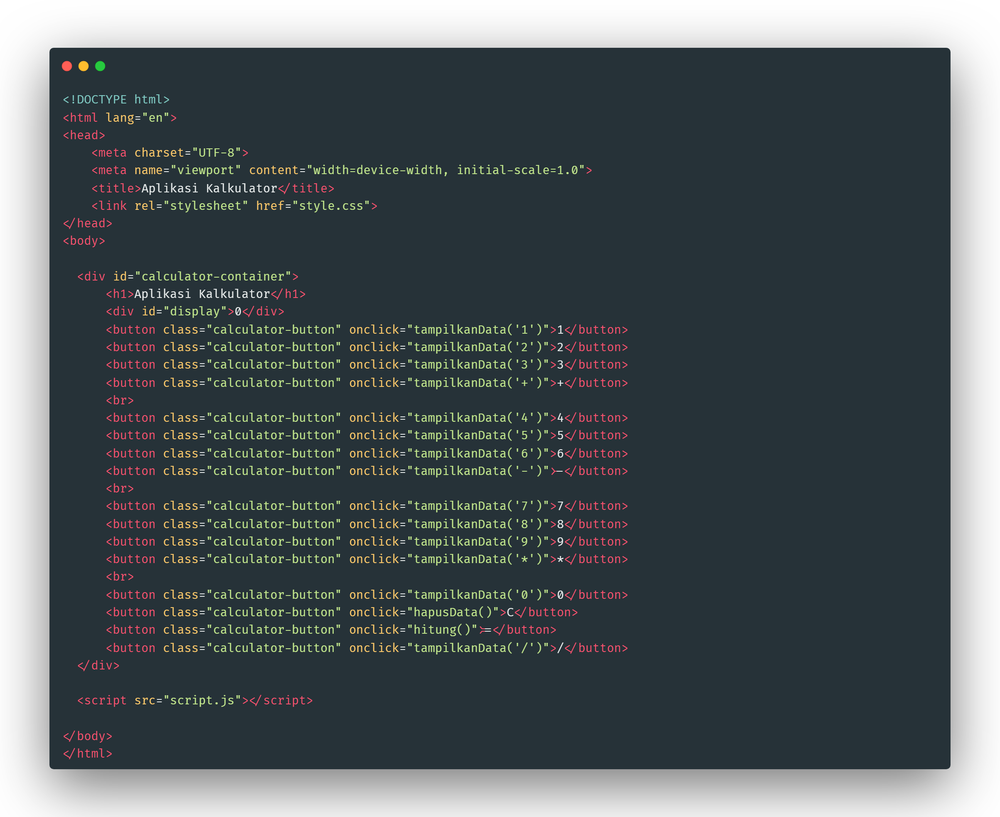 <!DOCTYPE html>
<html lang="en">
<head>
    <meta charset="UTF-8">
    <meta name="viewport" content="width=device-width, initial-scale=1.0">
    <title>Aplikasi Kalkulator</title>
    <link rel="stylesheet" href="style.css">
</head>
<body>

  <div id="calculator-container">
      <h1>Aplikasi Kalkulator</h1>
      <div id="display">0</div>
      <button class="calculator-button" onclick="tampilkanData('1')">1</button>
      <button class="calculator-button" onclick="tampilkanData('2')">2</button>
      <button class="calculator-button" onclick="tampilkanData('3')">3</button>
      <button class="calculator-button" onclick="tampilkanData('+')">+</button>
      <br>
      <button class="calculator-button" onclick="tampilkanData('4')">4</button>
      <button class="calculator-button" onclick="tampilkanData('5')">5</button>
      <button class="calculator-button" onclick="tampilkanData('6')">6</button>
      <button class="calculator-button" onclick="tampilkanData('-')">-</button>
      <br>
      <button class="calculator-button" onclick="tampilkanData('7')">7</button>
      <button class="calculator-button" onclick="tampilkanData('8')">8</button>
      <button class="calculator-button" onclick="tampilkanData('9')">9</button>
      <button class="calculator-button" onclick="tampilkanData('*')">*</button>
      <br>
      <button class="calculator-button" onclick="tampilkanData('0')">0</button>
      <button class="calculator-button" onclick="hapusData()">C</button>
      <button class="calculator-button" onclick="hitung()">=</button>
      <button class="calculator-button" onclick="tampilkanData('/')">/</button>
  </div>

  <script src="script.js"></script>

</body>
</html>